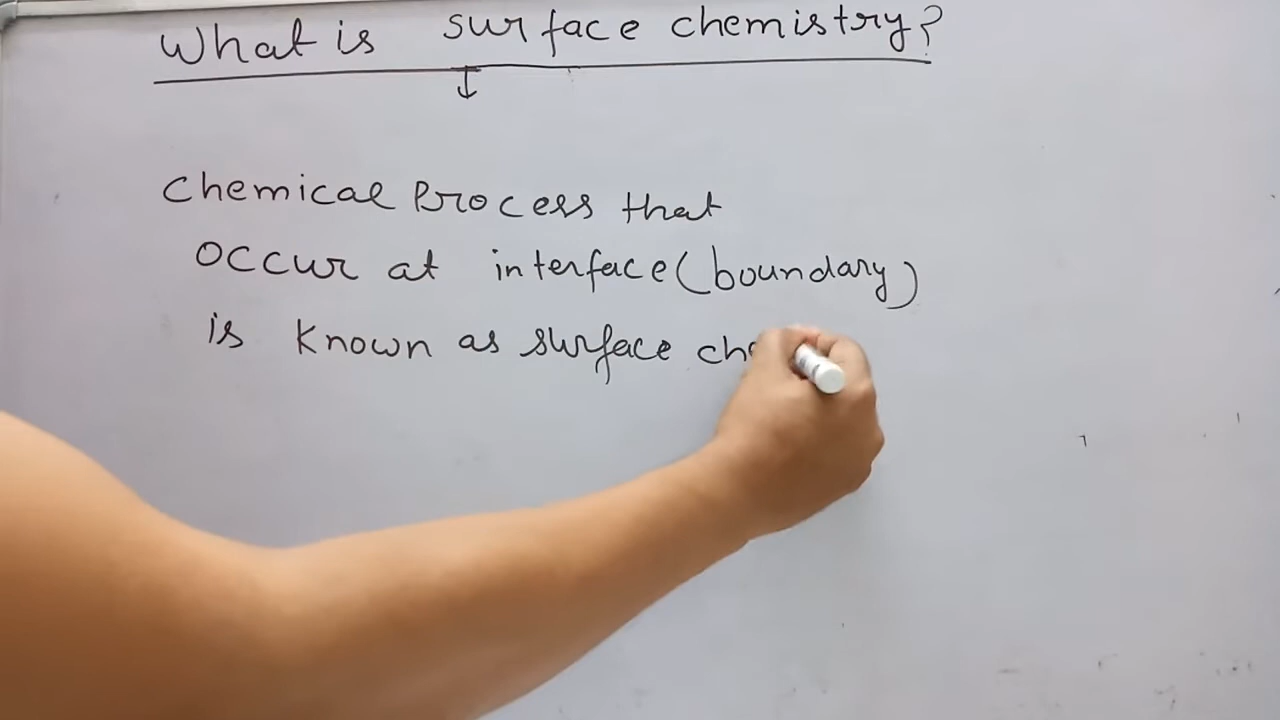 What is surface chemistry?
Chemical Process that
occur at interface (boundary)
is known as surface